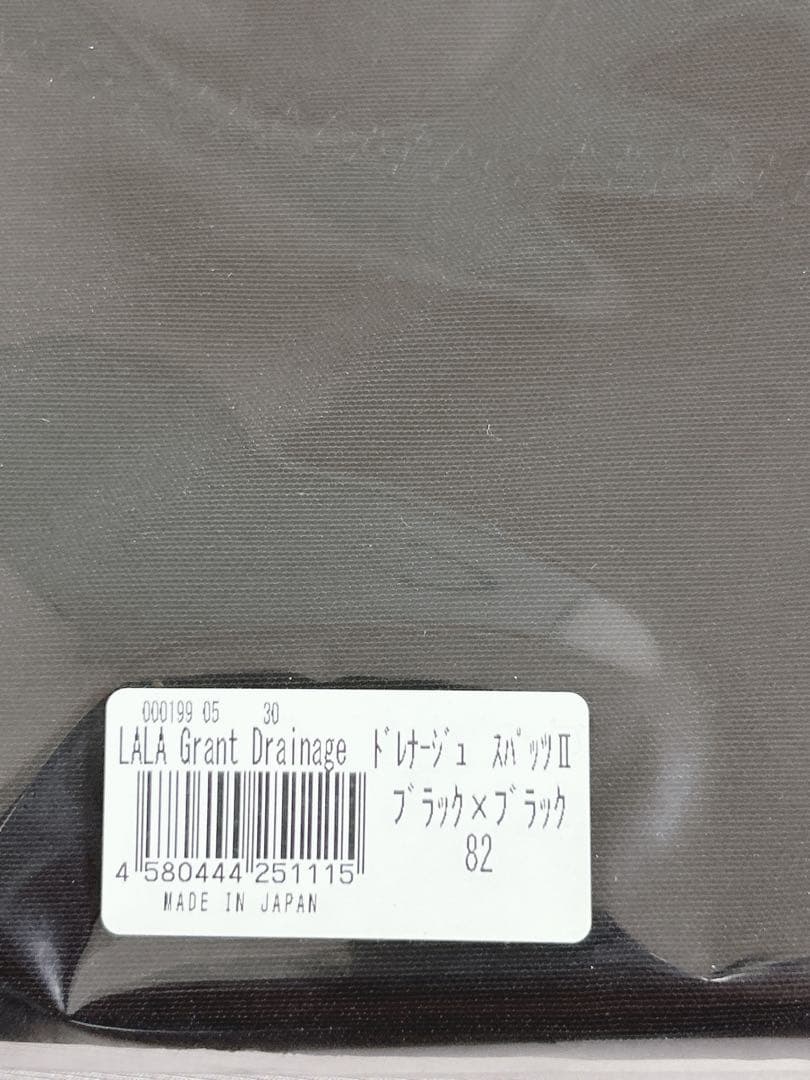 000199 05 30
LALA Grant Drainage ﾄﾞﾚﾅｰｼﾞｭ ｽﾊﾟｯﾂⅡ
ﾌﾞﾗｯｸ×ﾌﾞﾗｯｸ
82
4 580444 251115
MADE IN JAPAN